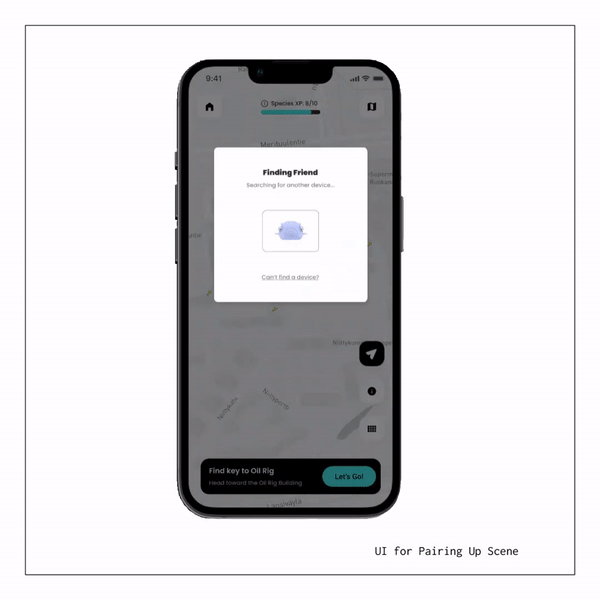 9:41
Species XP: 8/10
Finding Friend
Searching for another device...
Can't find a device?
Find key to Oil Rig
Head toward the Oil Rig Building
Let's Go!
UI for Pairing Up Scene